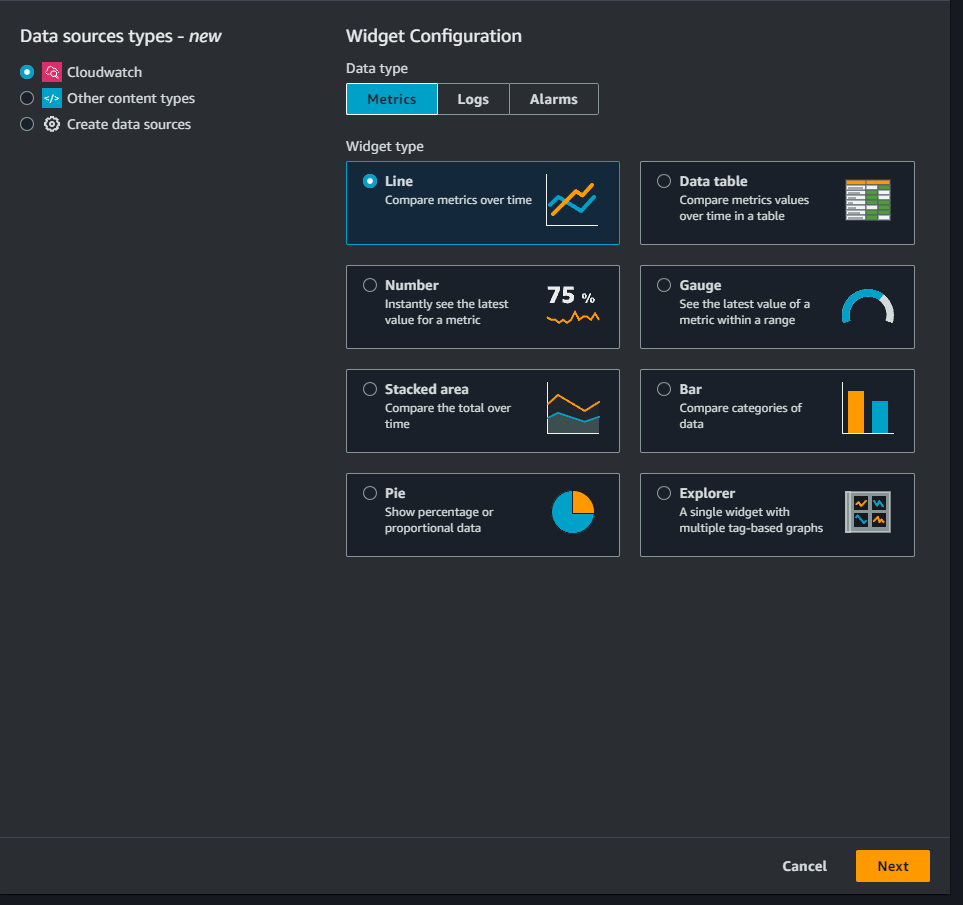 Data sources types - new
Cloudwatch
</> Other content types
Create data sources
Widget Configuration
Data type
Metrics Logs Alarms
Widget type
Line
Compare metrics over time
Data table
Compare metrics values
over time in a table
Number
Instantly see the latest
value for a metric
75 %
Gauge
See the latest value of a
metric within a range
Stacked area
Compare the total over
time
Bar
Compare categories of
data
Pie
Show percentage or
proportional data
Explorer
A single widget with
multiple tag-based graphs
Cancel Next